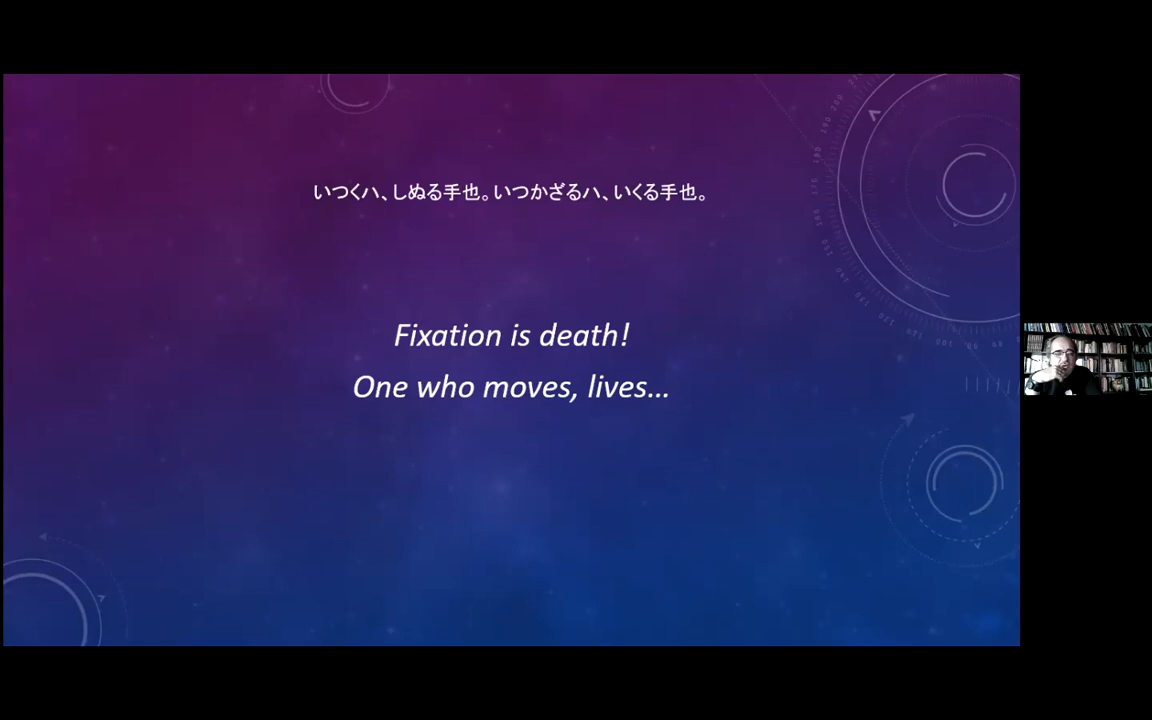 いつくハ、しぬる手也。いつかざるハ、いくる手也。
Fixation is death!
One who moves, lives...